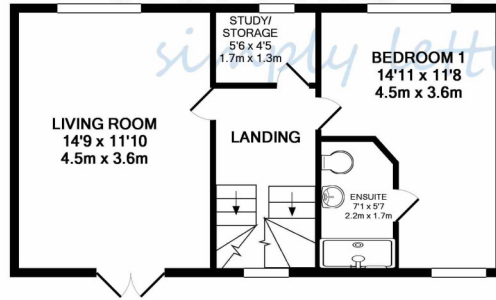 simply lett
STUDY/
STORAGE
5'6 x 4'5
1.7m x 1.3m
BEDROOM 1
14'11 x 11'8
4.5m x 3.6m
LIVING ROOM
14'9 x 11'10
4.5m x 3.6m
LANDING
ENSUITE
7'1 x 5'7
2.2m x 1.7m